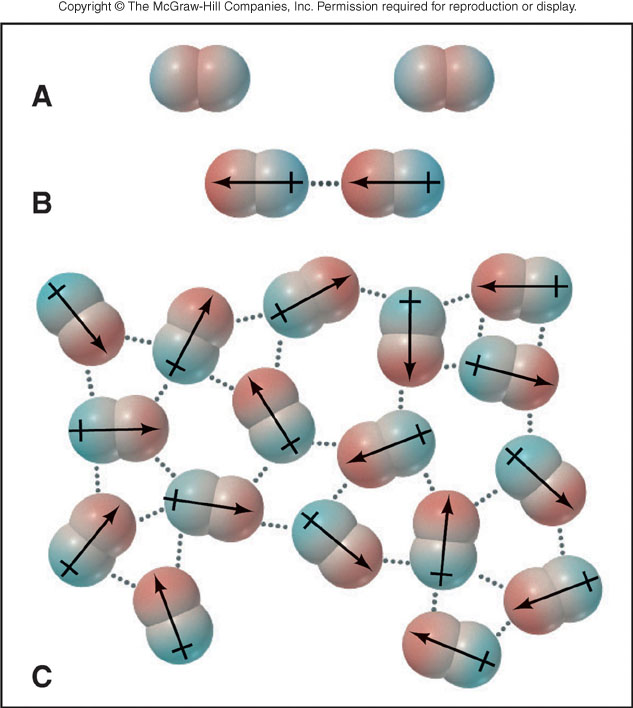 Copyright © The McGraw-Hill Companies, Inc. Permission required for reproduction or display.
A
B
C